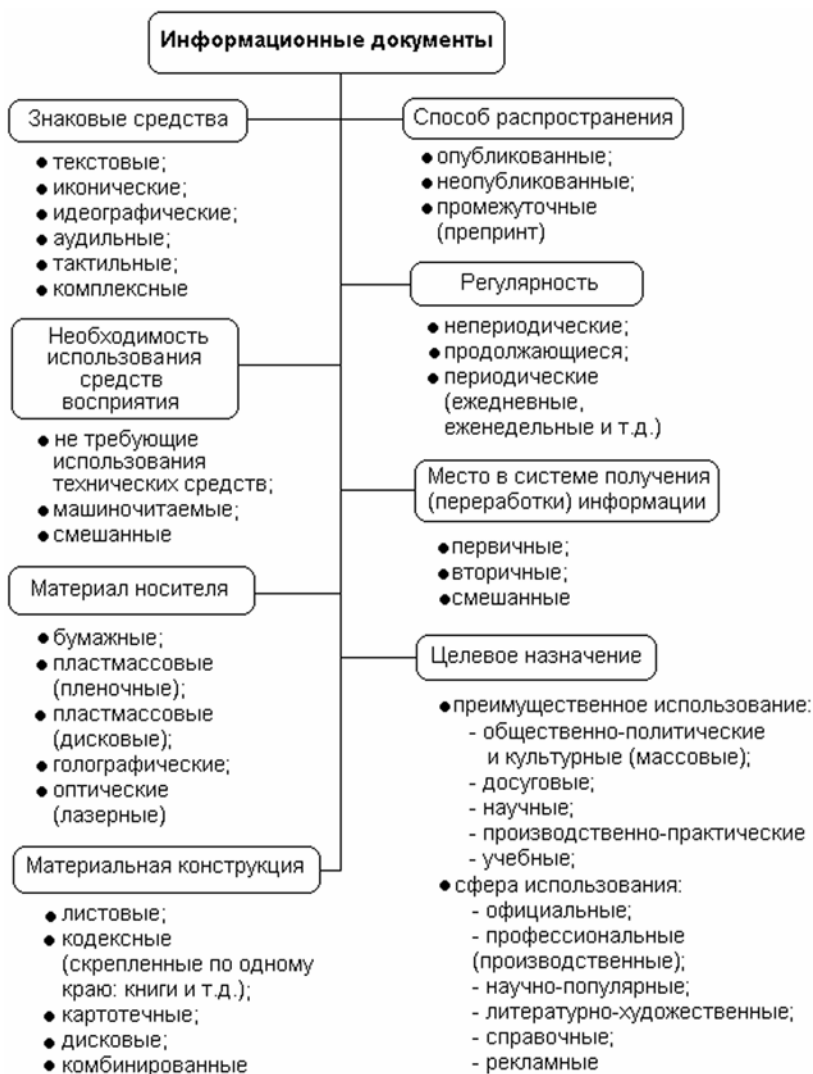 Информационные документы
Знаковые средства
● текстовые;
● иконические;
● идеографические;
● аудильные;
● тактильные;
● комплексные
Необходимость
использования
средств
восприятия
● не требующие
использования
технических средств;
● машиночитаемые;
● смешанные
Материал носителя
● бумажные;
● пластмассовые
(пленочные);
● пластмассовые
(дисковые);
● голографические;
● оптические
(лазерные)
Материальная конструкция
● листовые;
● кодексные
(скрепленные по одному
краю: книги и т.д.);
● картотечные;
● дисковые;
● комбинированные
Способ распространения
● опубликованные;
● неопубликованные;
● промежуточные
(препринт)
Регулярность
● непериодические;
● продолжающиеся;
● периодические
(ежедневные,
еженедельные и т.д.)
Место в системе получения
(переработки) информации
● первичные;
● вторичные;
● смешанные
Целевое назначение
● преимущественное использование:
- общественно-политические
и культурные (массовые);
- досуговые;
- научные;
- производственно-практические
- учебные;
● сфера использования:
- официальные;
- профессиональные
(производственные);
- научно-популярные;
- литературно-художественные;
- справочные;
- рекламные